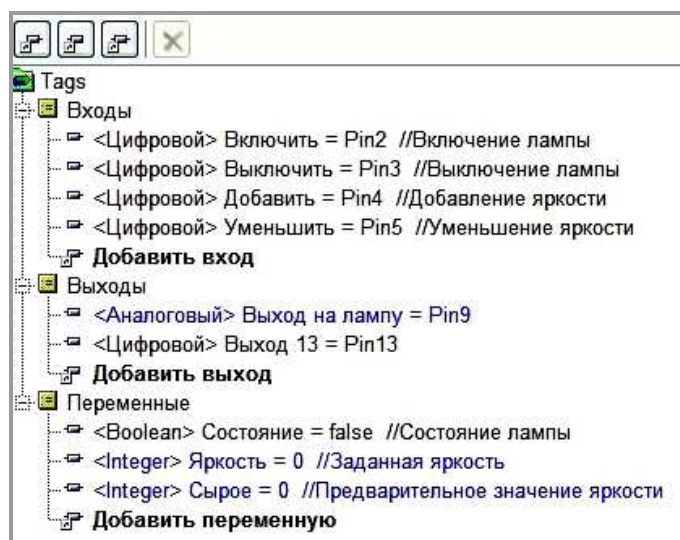 Tags
Входы
<Цифровой> Включить = Pin2 //Включение лампы
<Цифровой> Выключить = Pin3 //Выключение лампы
<Цифровой> Добавить = Pin4 //Добавление яркости
<Цифровой> Уменьшить = Pin5 //Уменьшение яркости
Добавить вход
Выходы
<Аналоговый> Выход на лампу = Pin9
<Цифровой> Выход 13 = Pin13
Добавить выход
Переменные
<Boolean> Состояние = false //Состояние лампы
<Integer> Яркость = 0 //Заданная яркость
<Integer> Сырое = 0 //Предварительное значение яркости
Добавить переменную